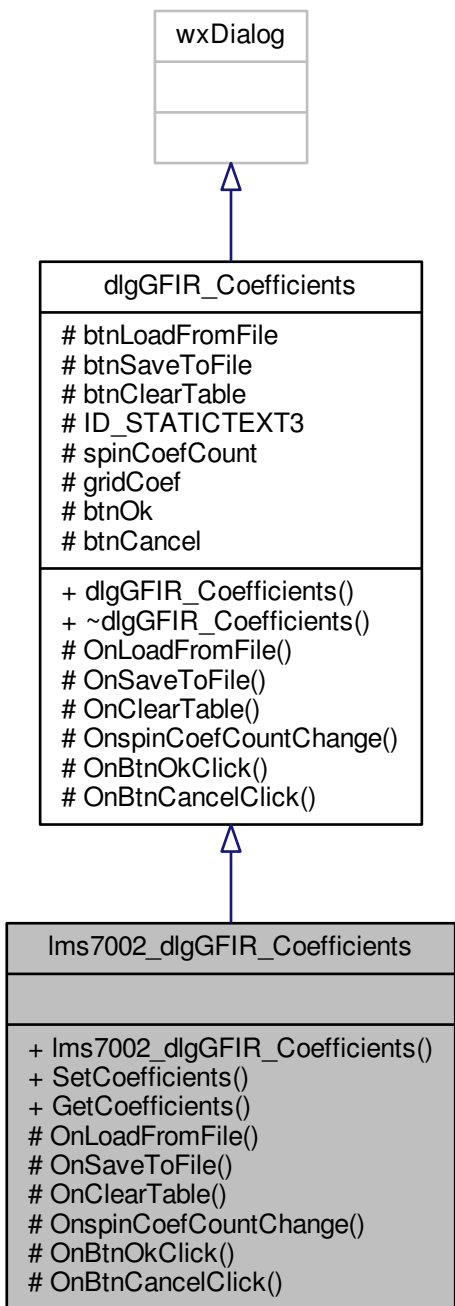 wxDialog
dlgGFIR_Coefficients
# btnLoadFromFile
# btnSaveToFile
# btnClearTable
# ID_STATICTEXT3
# spinCoefCount
# gridCoef
# btnOk
# btnCancel
+ dlgGFIR_Coefficients()
+ ~dlgGFIR_Coefficients()
# OnLoadFromFile()
# OnSaveToFile()
# OnClearTable()
# OnspinCoefCountChange()
# OnBtnOkClick()
# OnBtnCancelClick()
lms7002_dlgGFIR_Coefficients
+ lms7002_dlgGFIR_Coefficients()
+ SetCoefficients()
+ GetCoefficients()
# OnLoadFromFile()
# OnSaveToFile()
# OnClearTable()
# OnspinCoefCountChange()
# OnBtnOkClick()
# OnBtnCancelClick()